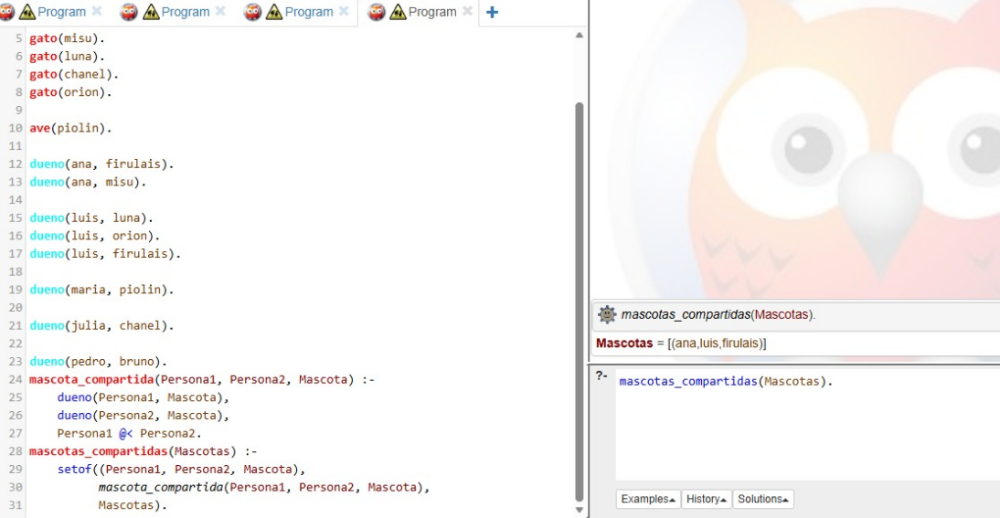 Program Program Program Program
5 gato(misu).
6 gato(luna).
7 gato(chanel).
8 gato(orion).
9
10 ave(piolin).
11
12 dueno(ana, firulais).
13 dueno(ana, misu).
14
15 dueno(luis, luna).
16 dueno(luis, orion).
17 dueno(luis, firulais).
18
19 dueno(maria, piolin).
20
21 dueno(julia, chanel).
22
23 dueno(pedro, bruno).
24 mascota_compartida(Persona1, Persona2, Mascota) :-
25 dueno(Persona1, Mascota),
26 dueno(Persona2, Mascota),
27 Persona1 @< Persona2.
28 mascotas_compartidas(Mascotas) :-
29 setof((Persona1, Persona2, Mascota),
30 mascota_compartida(Persona1, Persona2, Mascota),
31 Mascotas).
mascotas_compartidas(Mascotas).
Mascotas = [(ana,luis,firulais)]
?- mascotas_compartidas(Mascotas).
Examples History Solutions